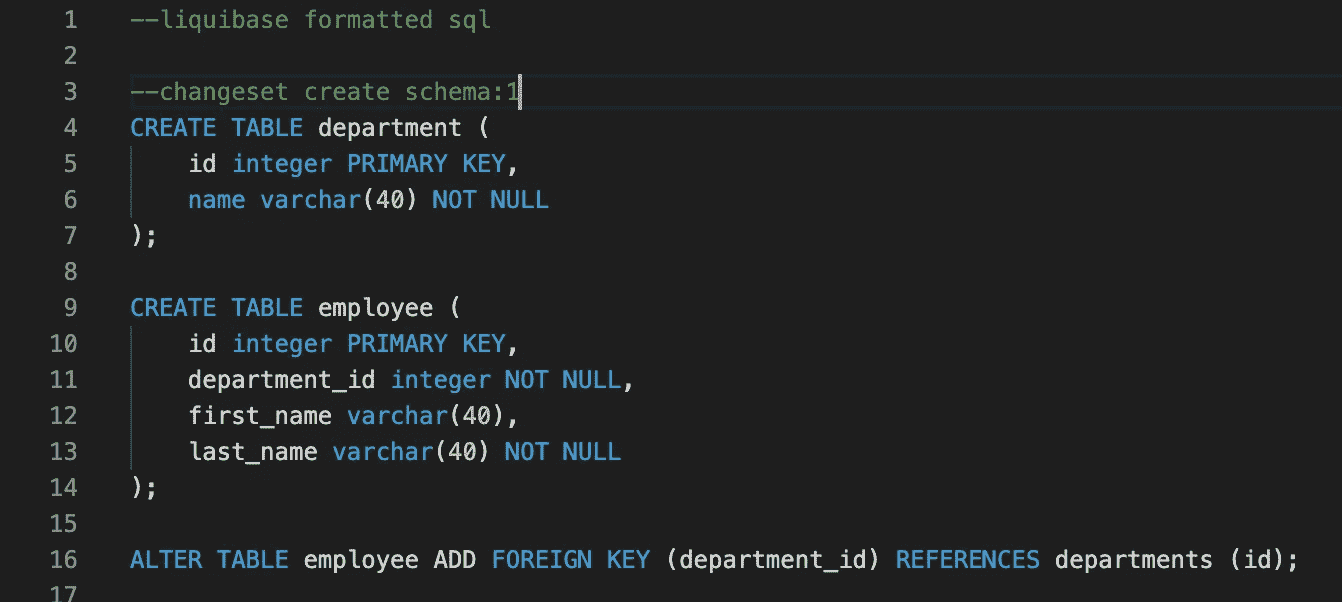 1 --liquibase formatted sql
2
3 --changeset create schema:1
4 CREATE TABLE department (
5     id integer PRIMARY KEY,
6     name varchar(40) NOT NULL
7 );
8
9 CREATE TABLE employee (
10     id integer PRIMARY KEY,
11     department_id integer NOT NULL,
12     first_name varchar(40),
13     last_name varchar(40) NOT NULL
14 );
15
16 ALTER TABLE employee ADD FOREIGN KEY (department_id) REFERENCES departments (id);
17